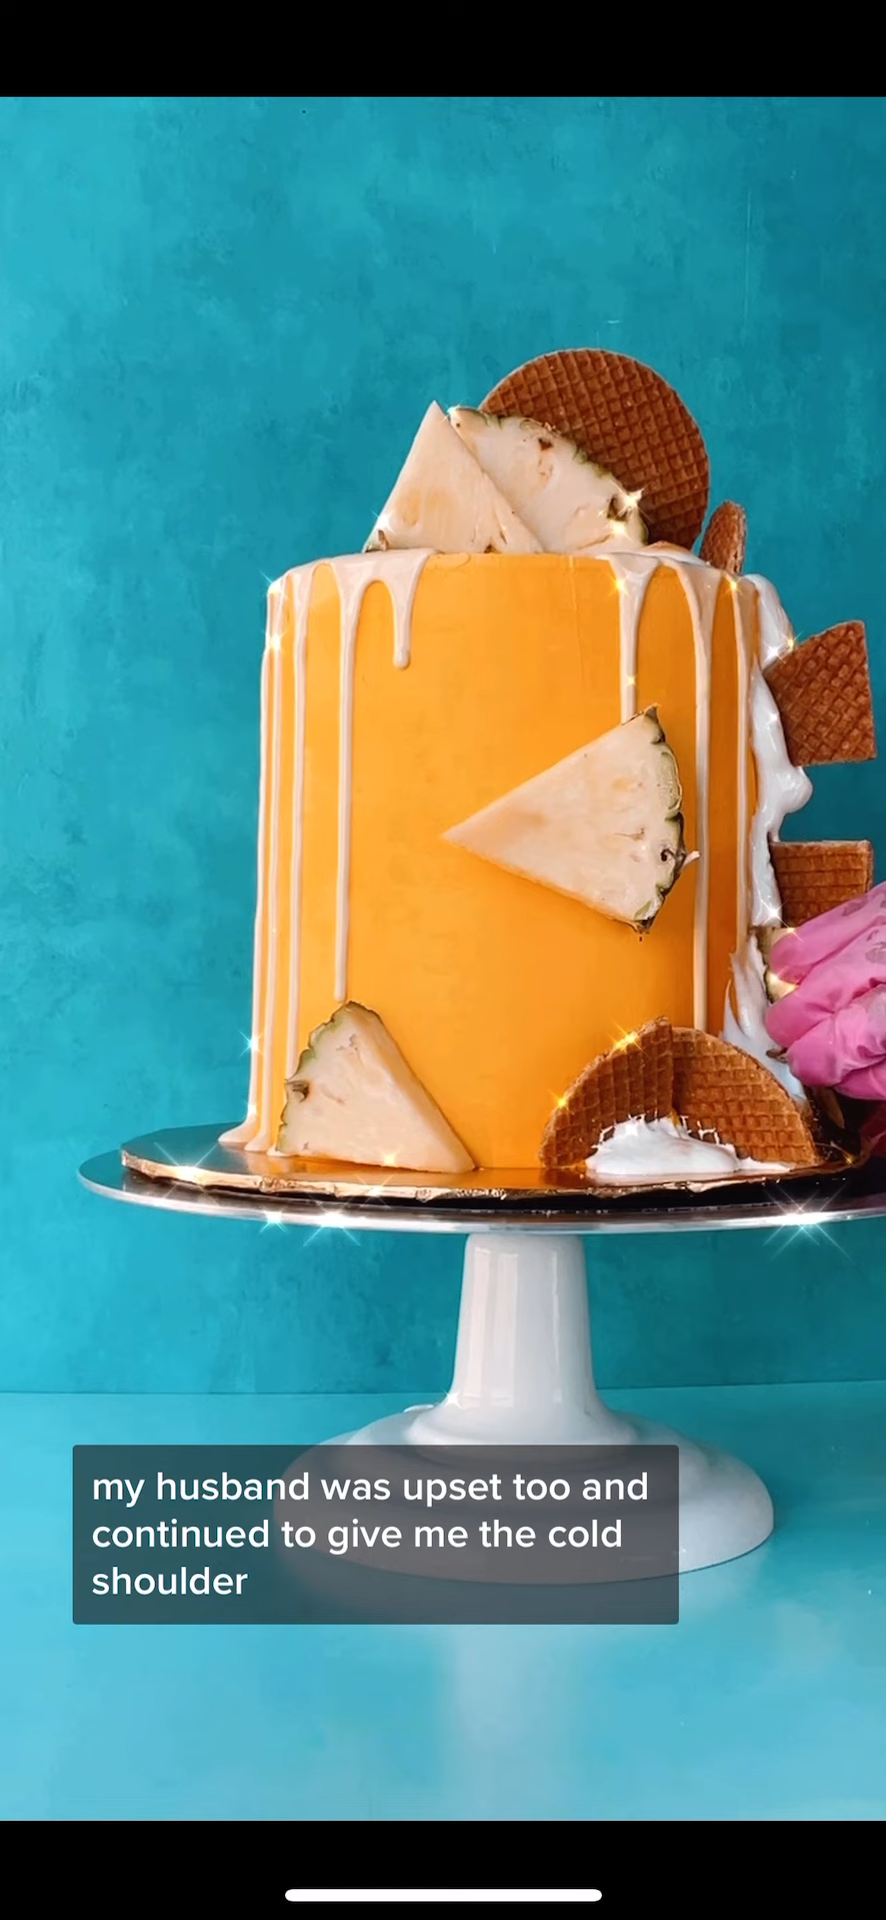 my husband was upset too and
continued to give me the cold
shoulder